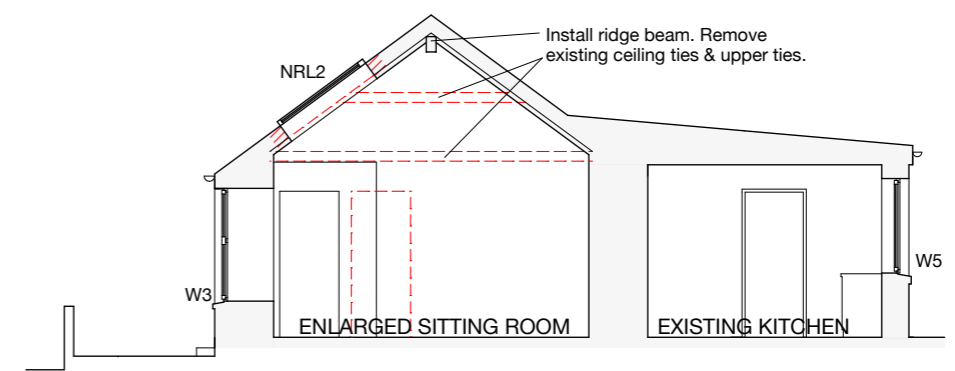 Install ridge beam. Remove
existing ceiling ties & upper ties.
NRL2
W5
W3
ENLARGED SITTING ROOM
EXISTING KITCHEN